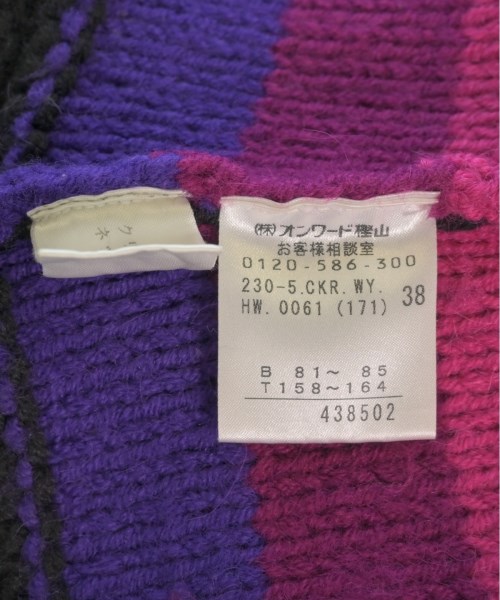 (株)オンワード樫山
お客様相談室
0120-586-300
230-5.CKR.WY.
HW.0061(171) 38
B 81～ 85
T158～164
438502